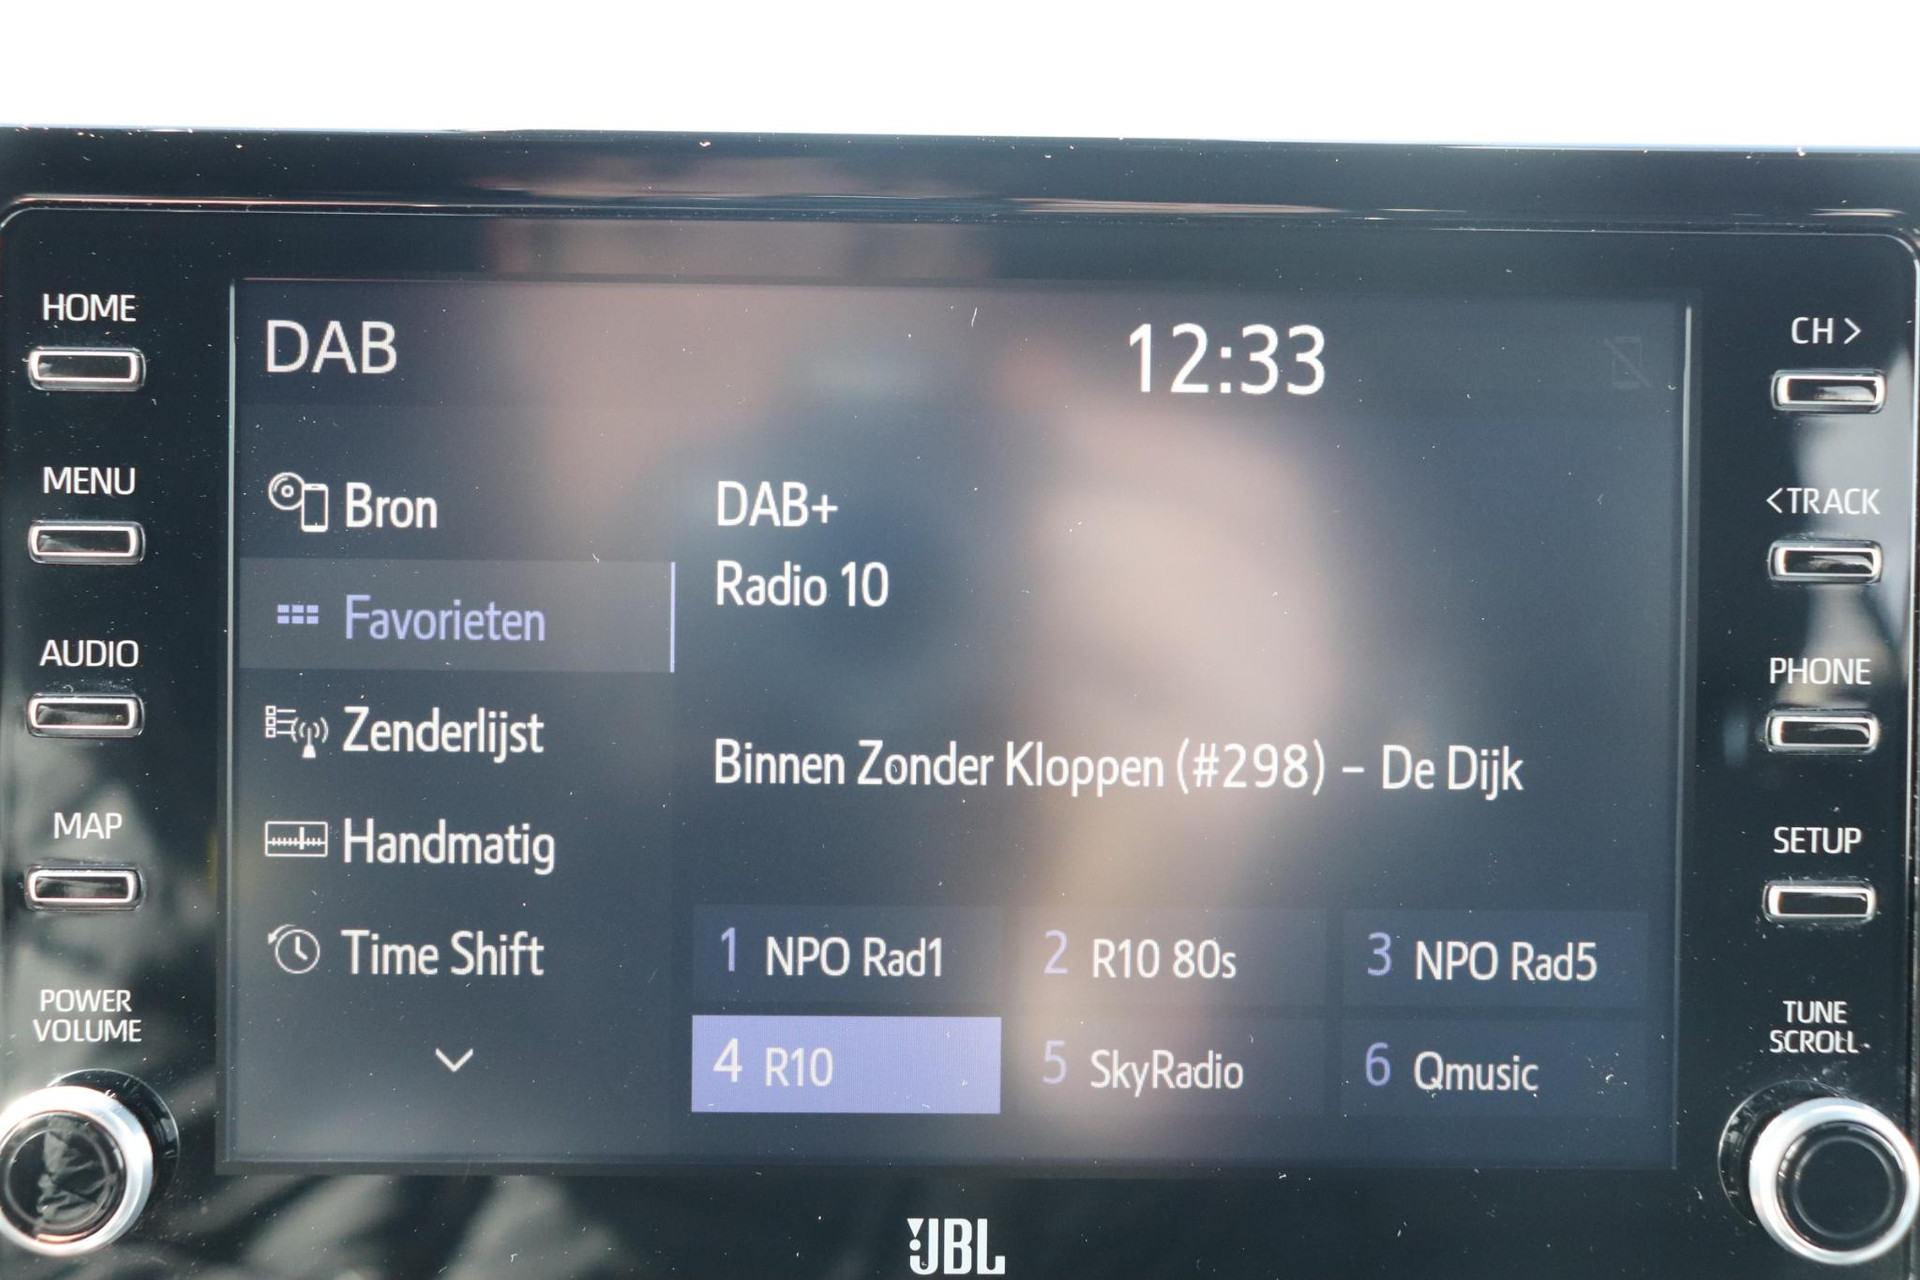 HOME
MENU
AUDIO
MAP
POWER
VOLUME
DAB
12:33
Bron
Favorieten
Zenderlijst
Handmatig
Time Shift
DAB+
Radio 10
Binnen Zonder Kloppen (#298) – De Dijk
1 NPO Rad1
2 R10 80s
3 NPO Rad5
4 R10
5 SkyRadio
6 Qmusic
CH >
< TRACK
PHONE
SETUP
TUNE
SCROLL
JBL